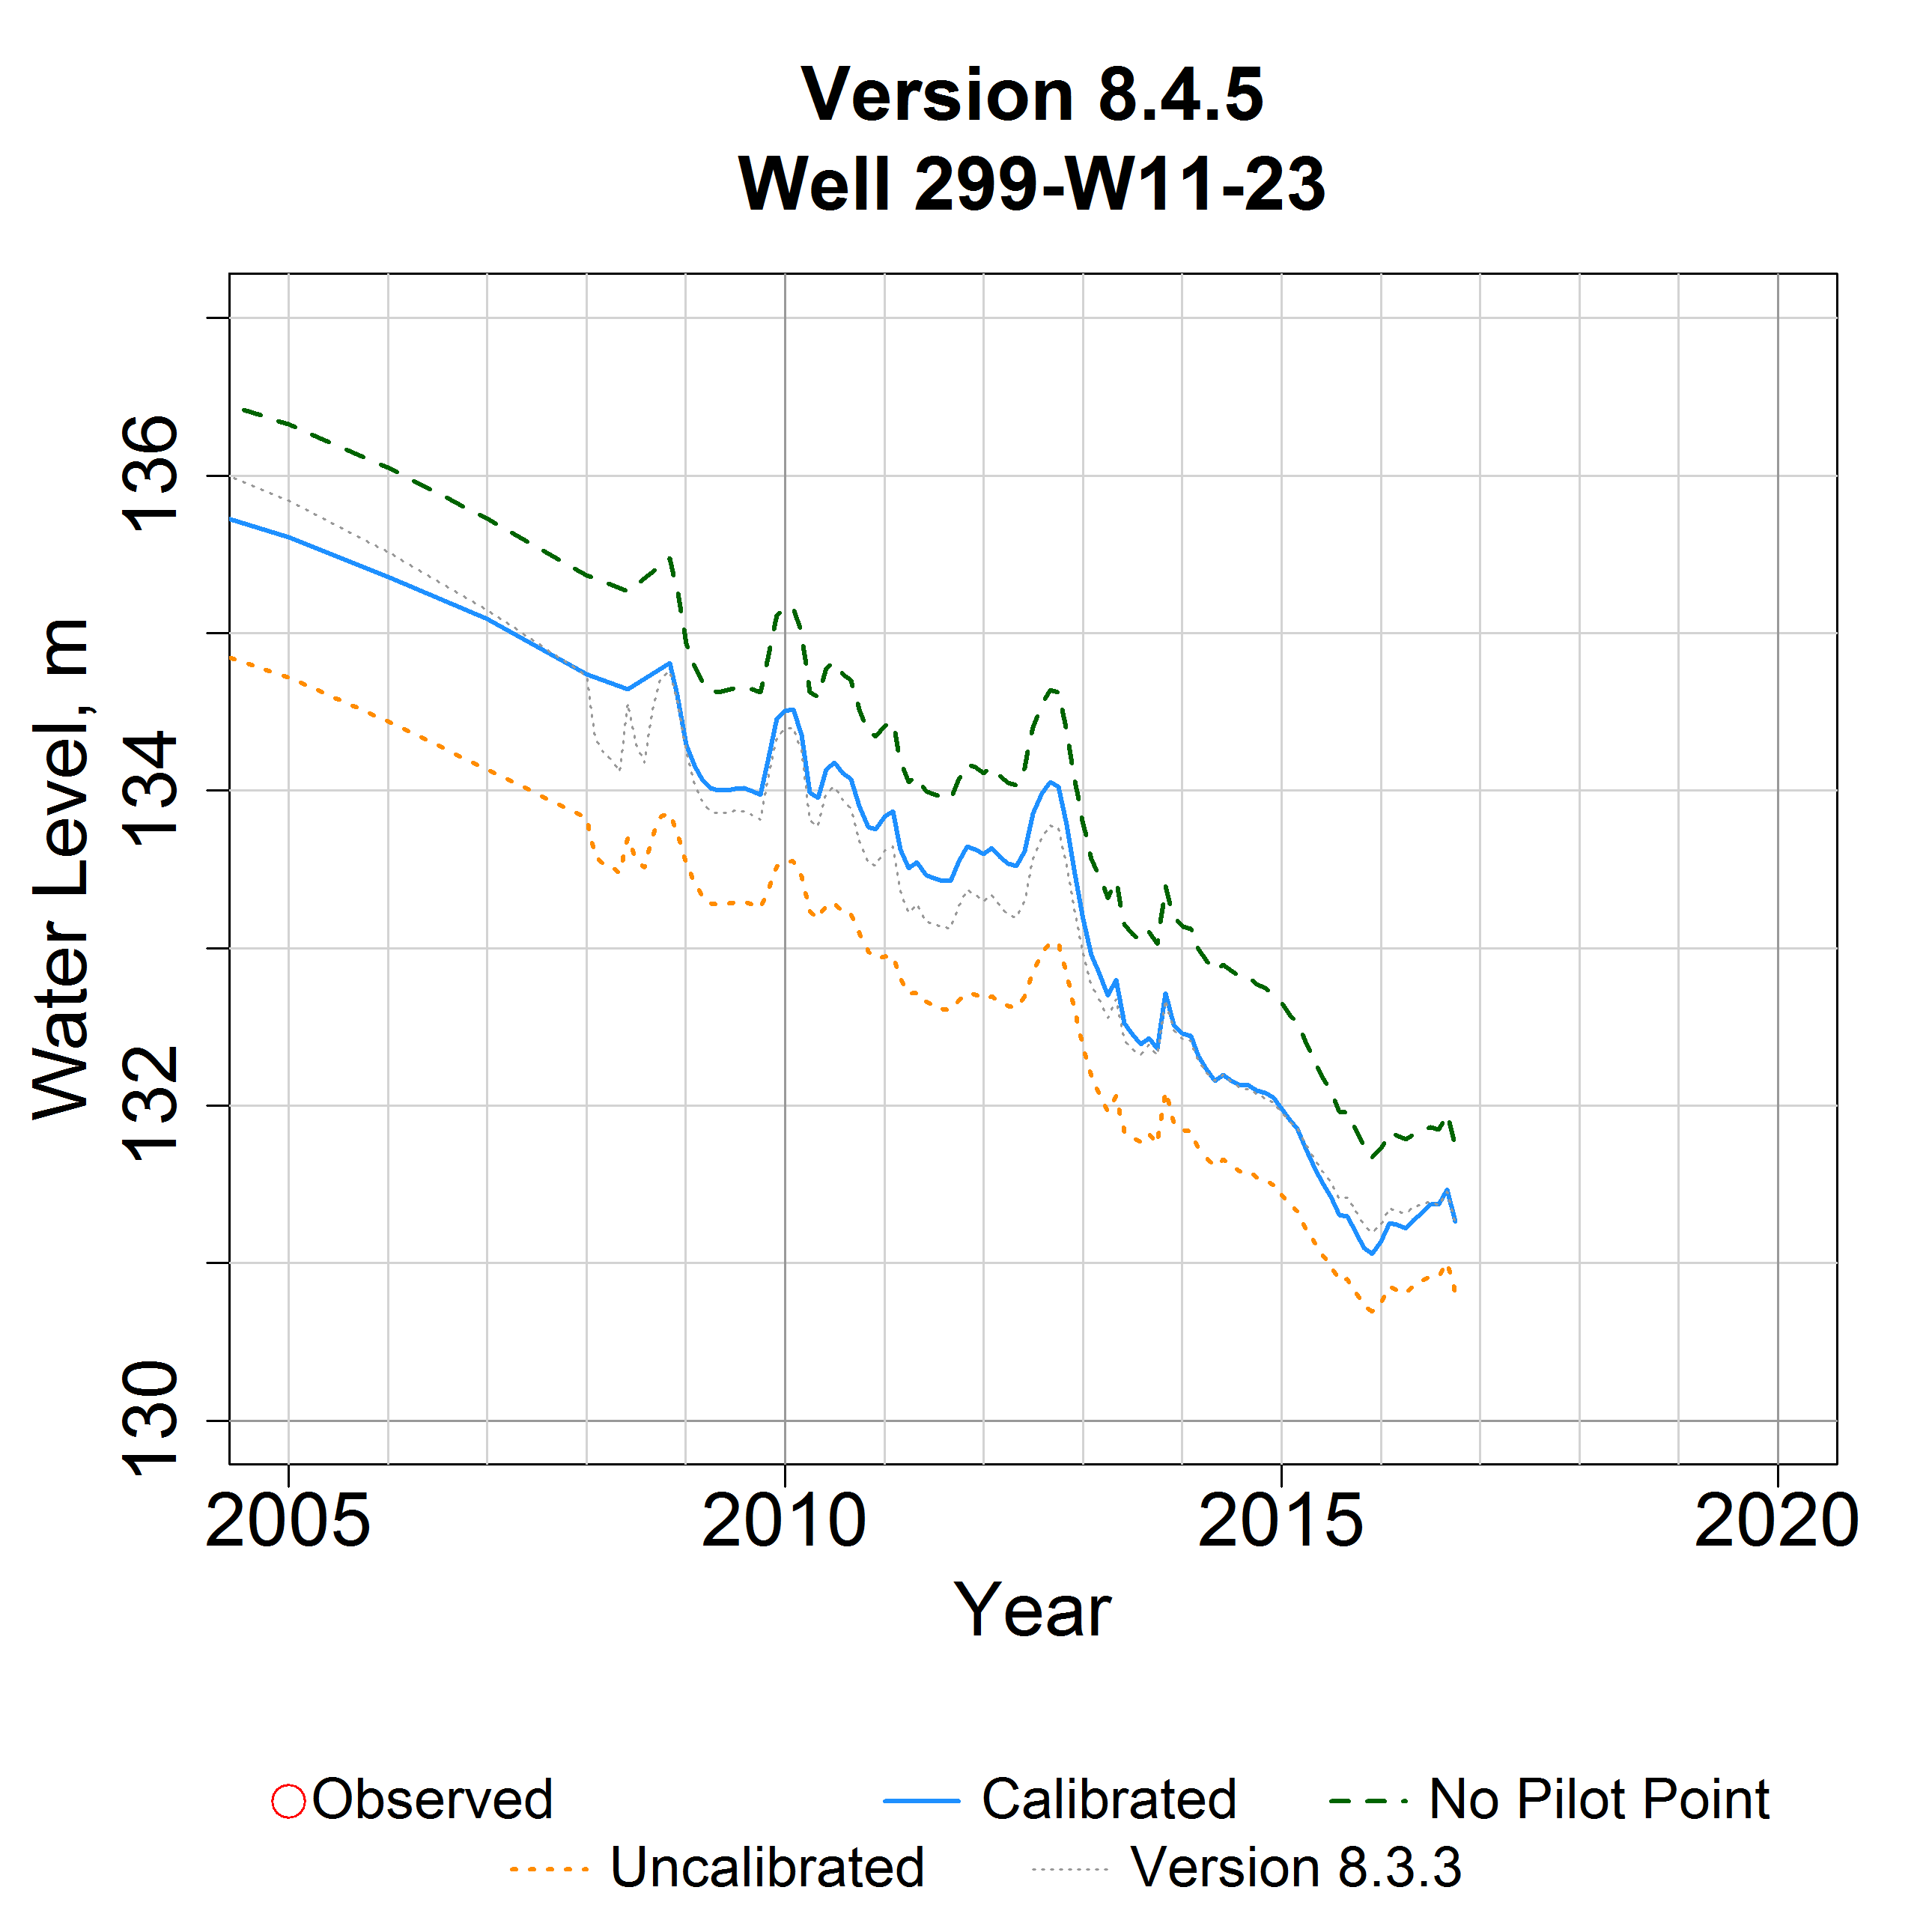 Version 8.4.5
Well 299-W11-23
Water Level, m
136
134
132
130
2005 2010 2015 2020
Year
Observed Calibrated No Pilot Point
Uncalibrated Version 8.3.3